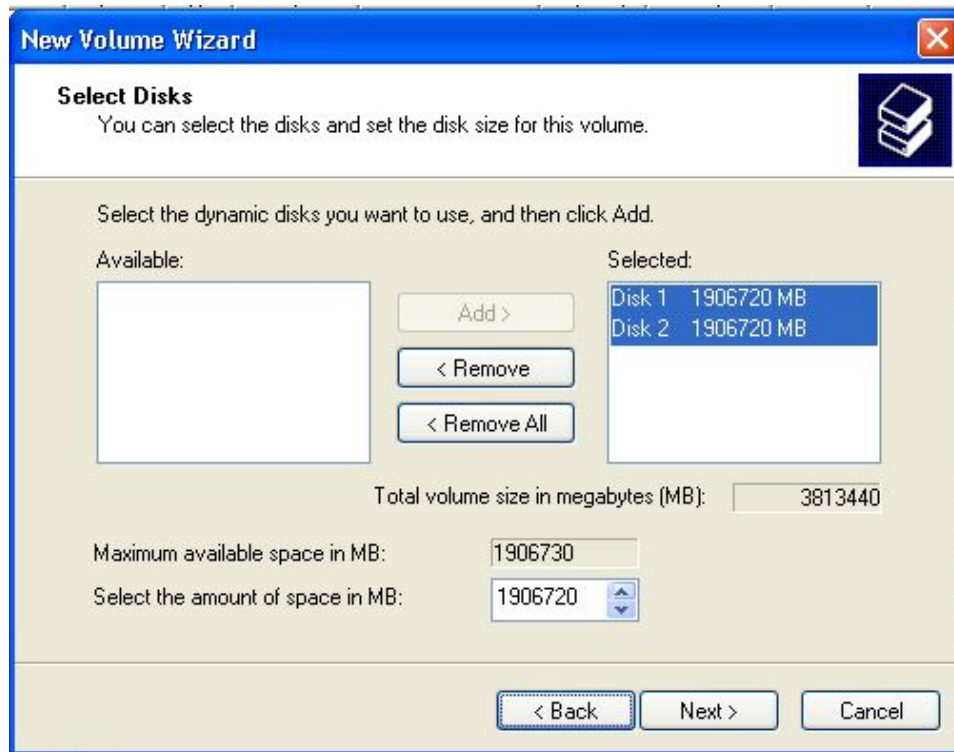 New Volume Wizard
Select Disks
You can select the disks and set the disk size for this volume.
Select the dynamic disks you want to use, and then click Add.
Available:
Selected:
Add >
< Remove
< Remove All
Disk 1 1906720 MB
Disk 2 1906720 MB
Total volume size in megabytes (MB): 3813440
Maximum available space in MB: 1906730
Select the amount of space in MB: 1906720
< Back Next > Cancel